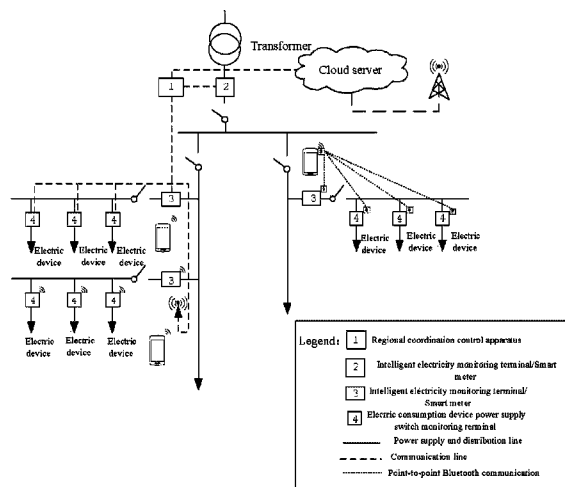 Transformer
Cloud server
1
2
3
3
4
4
4
4
4
4
Electric device
Electric device
Electric device
Electric device
Electric device
Electric device
3
4
4
4
Electric device
Electric device
Electric device
Legend:
1 Regional coordination control apparatus
2 Intelligent electricity monitoring terminal/Smart
meter
3 Intelligent electricity monitoring terminal/
Smart meter
4 Electric consumption device power supply
switch monitoring terminal
Power supply and distribution line
Communication line
Point-to-point Bluetooth communication